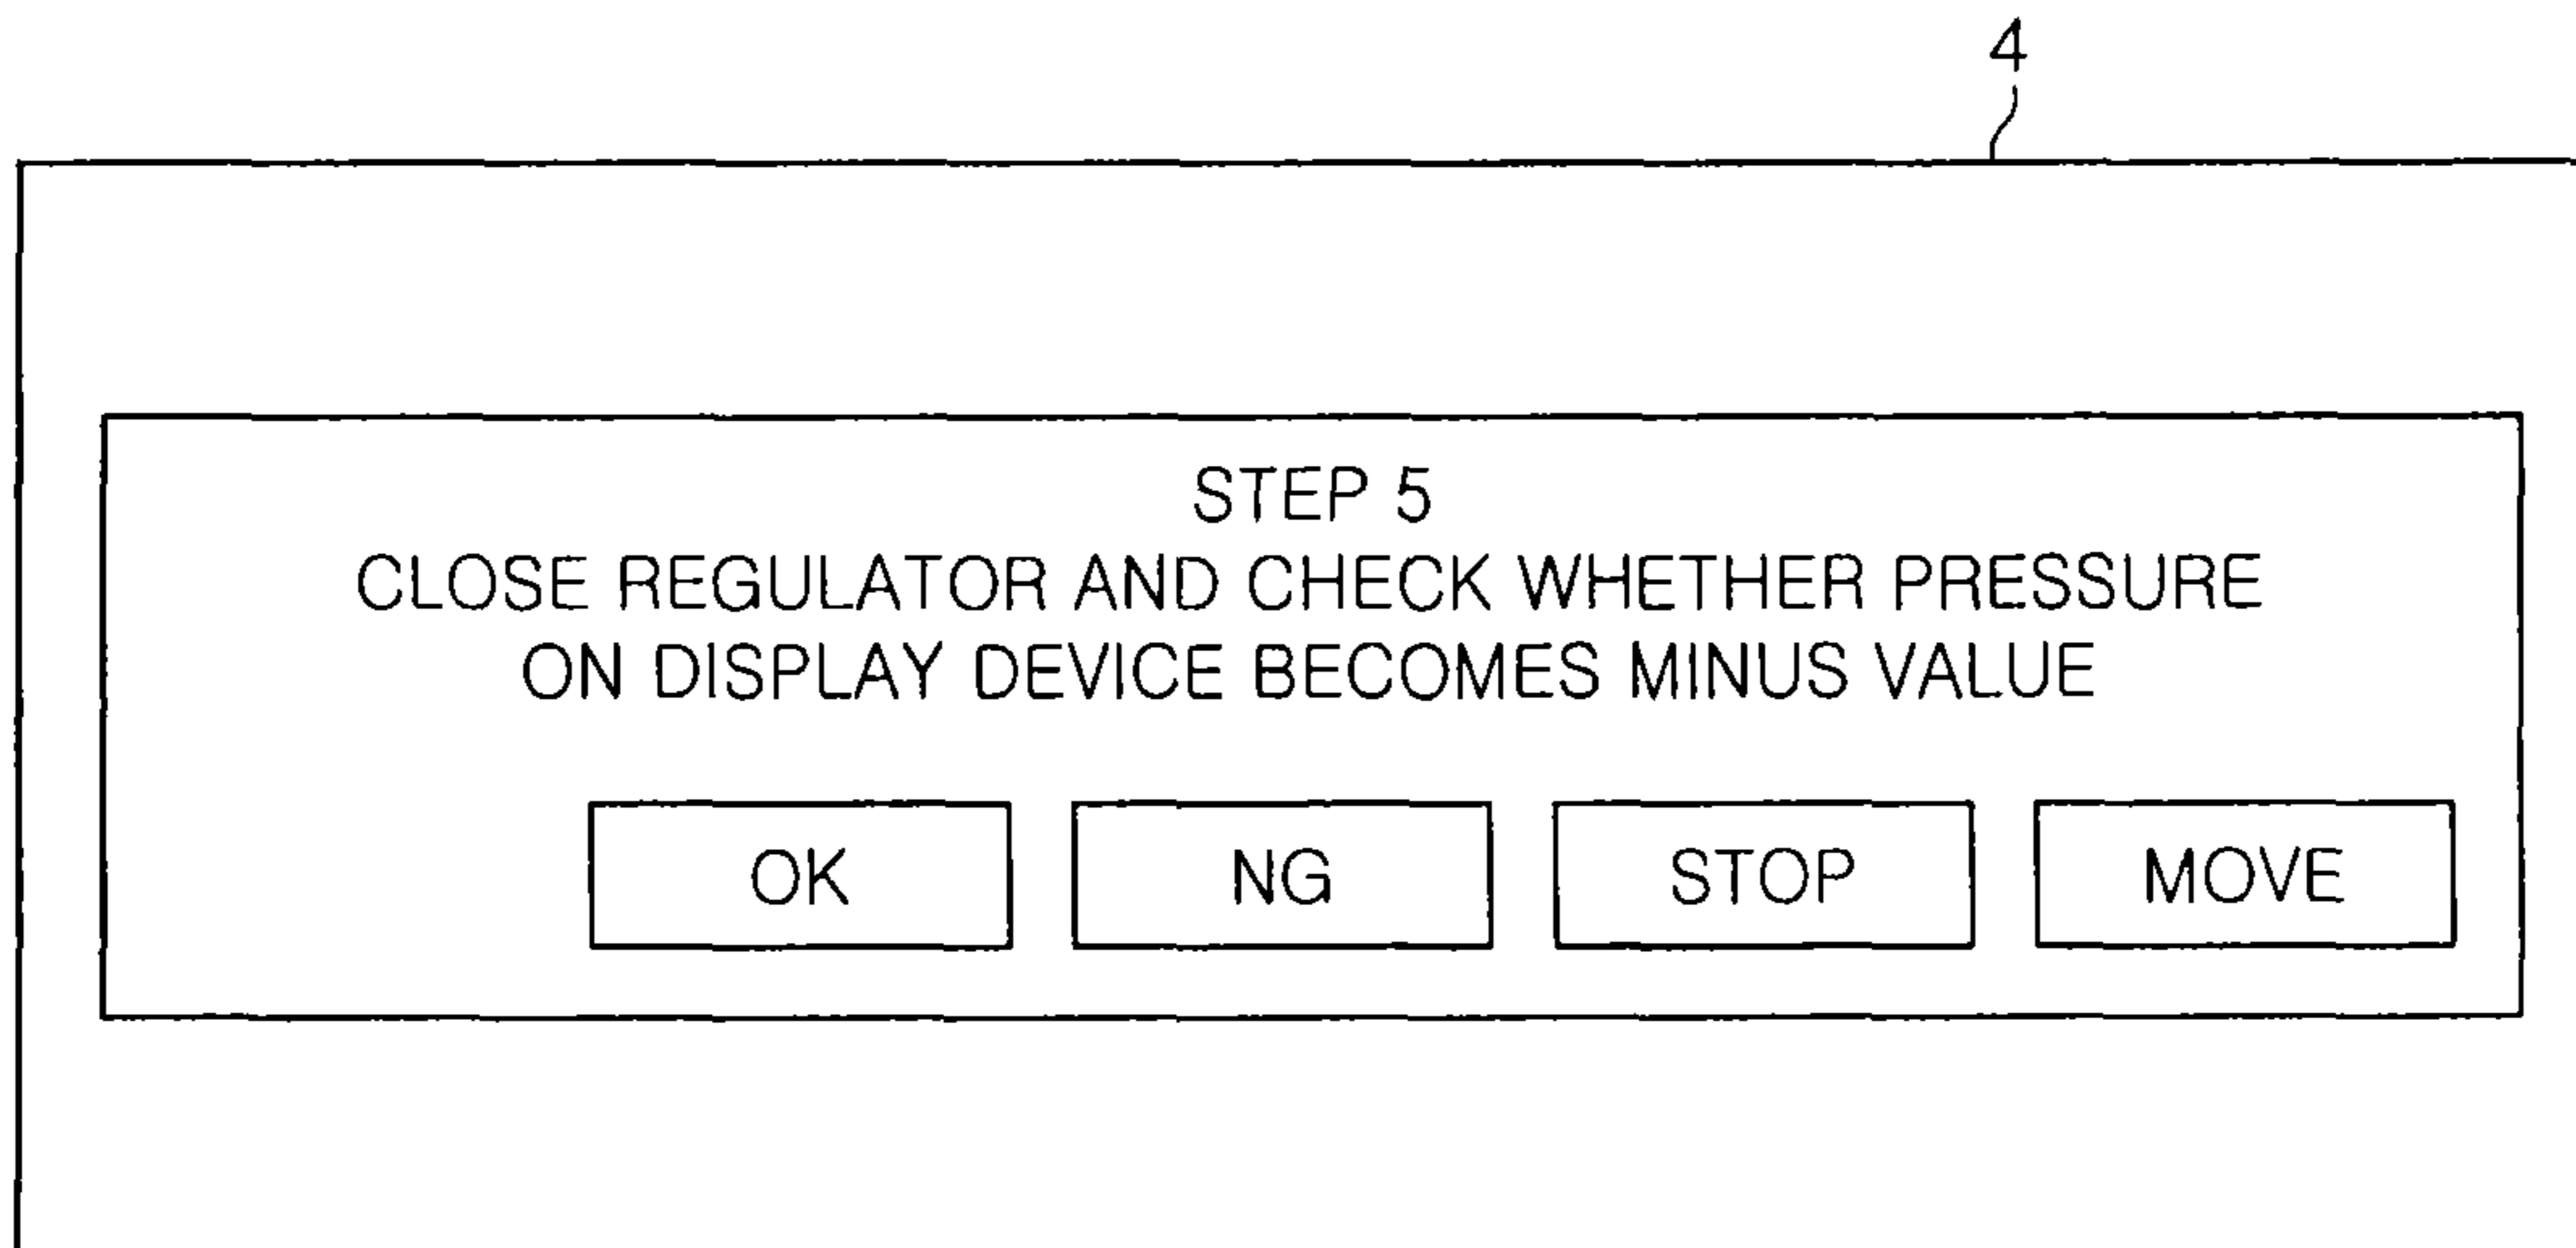 4
STEP 5
CLOSE REGULATOR AND CHECK WHETHER PRESSURE
ON DISPLAY DEVICE BECOMES MINUS VALUE
OK NG STOP MOVE